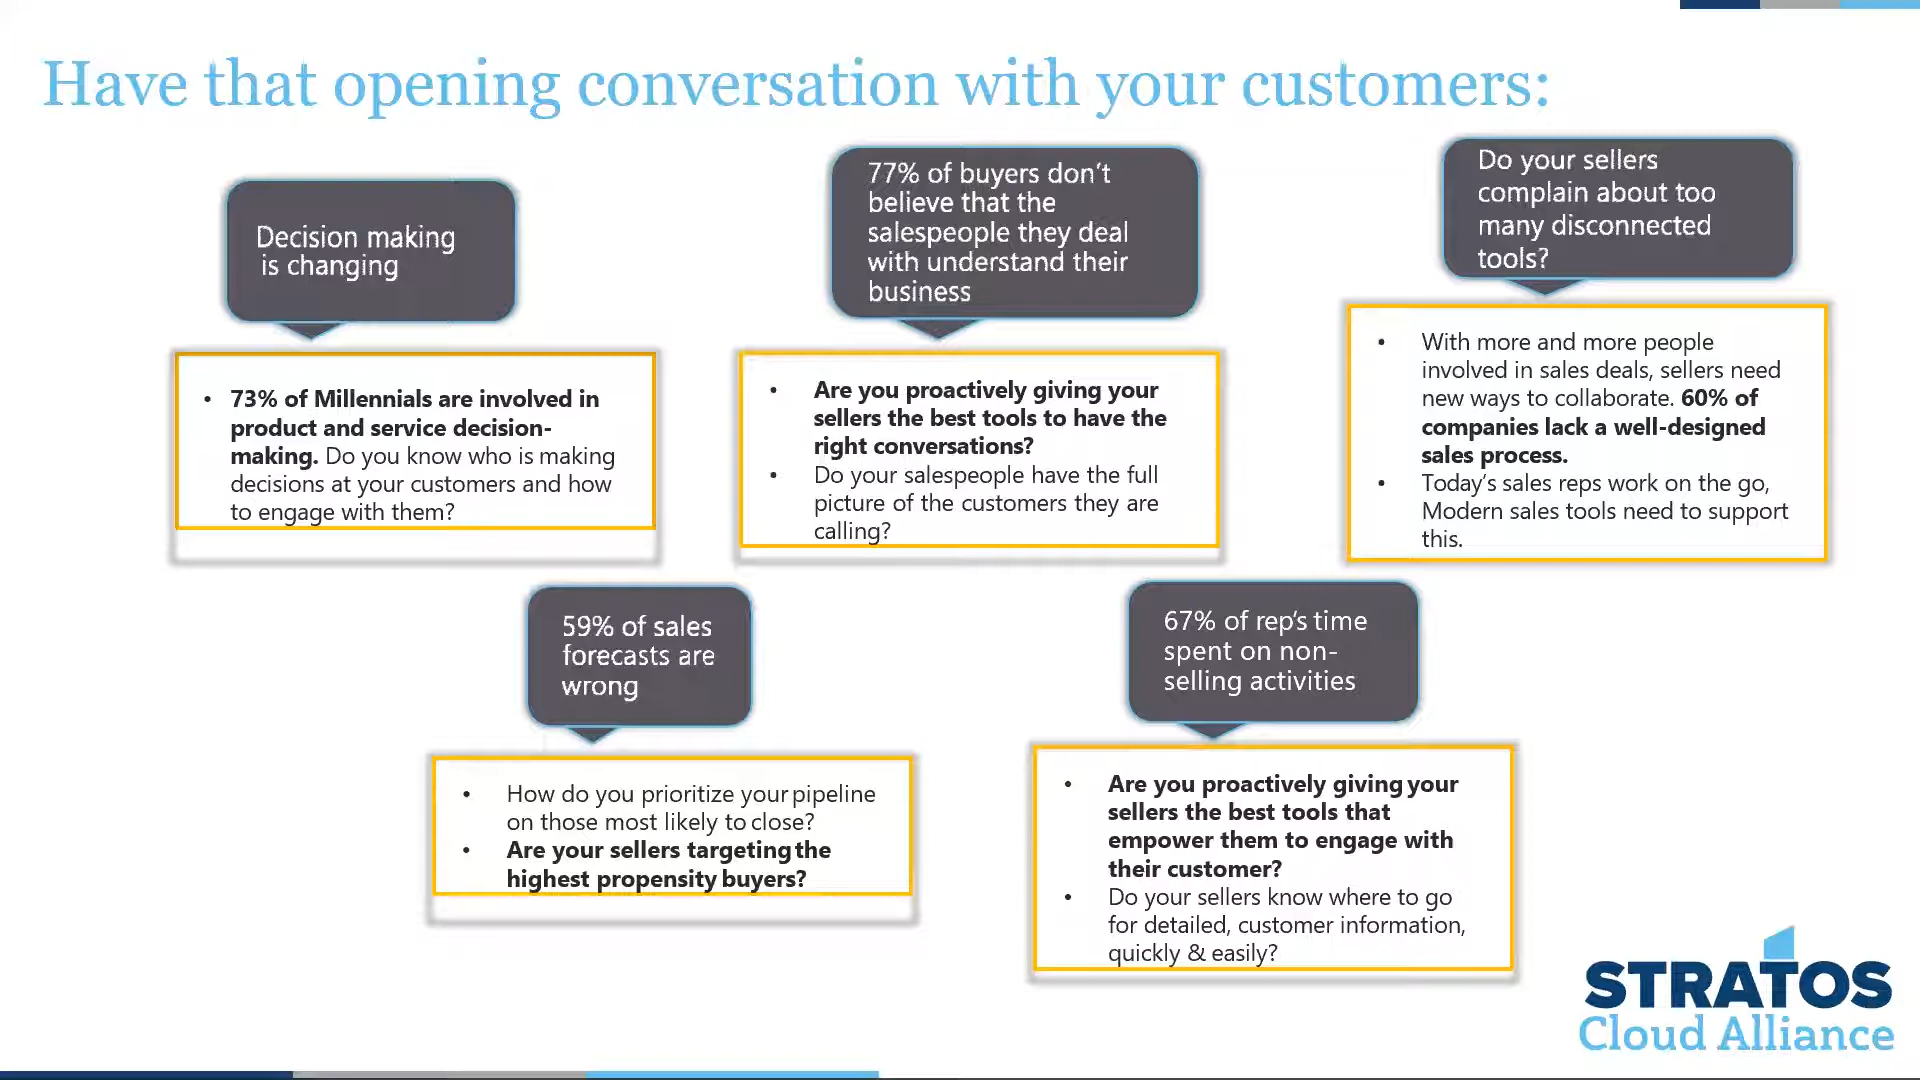 Have that opening conversation with your customers:
Decision making
is changing
• 73% of Millennials are involved in
product and service decision-
making. Do you know who is making
decisions at your customers and how
to engage with them?
77% of buyers don't
believe that the
salespeople they deal
with understand their
business
• Are you proactively giving your
sellers the best tools to have the
right conversations?
• Do your salespeople have the full
picture of the customers they are
calling?
Do your sellers
complain about too
many disconnected
tools?
• With more and more people
involved in sales deals, sellers need
new ways to collaborate. 60% of
companies lack a well-designed
sales process.
• Today's sales reps work on the go,
Modern sales tools need to support
this.
59% of sales
forecasts are
wrong
• How do you prioritize your pipeline
on those most likely to close?
• Are your sellers targeting the
highest propensity buyers?
67% of rep's time
spent on non-
selling activities
• Are you proactively giving your
sellers the best tools that
empower them to engage with
their customer?
• Do your sellers know where to go
for detailed, customer information,
quickly & easily?
STRATOS
Cloud Alliance